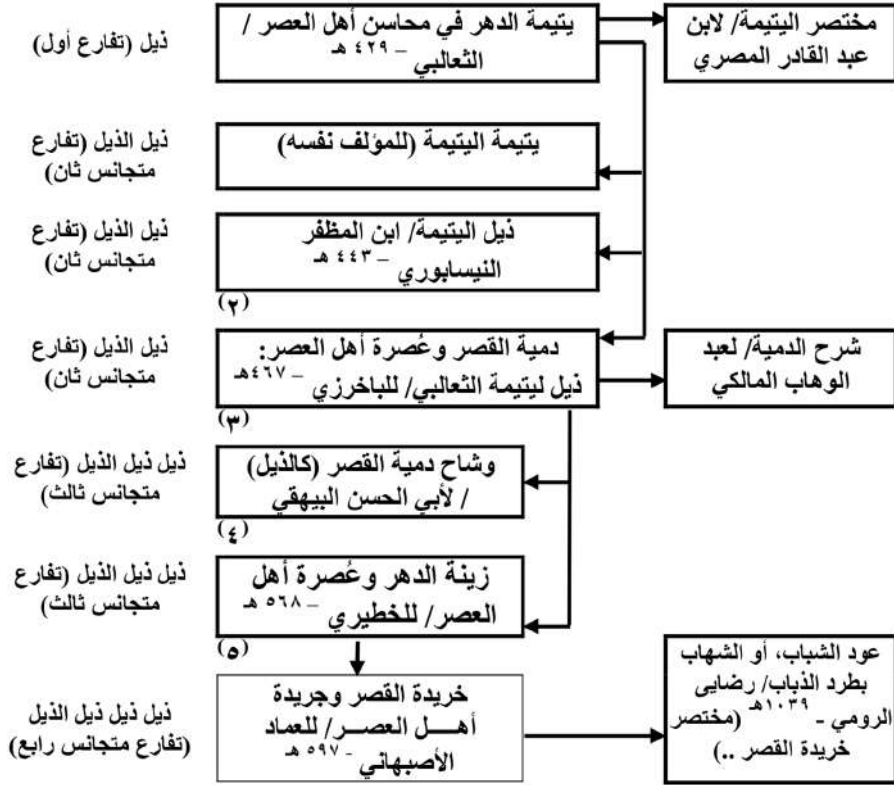 مختصر اليتيمة/ لابن
عبد القادر المصري
يتيمة الدهر في محاسن أهل العصر /
الثعالبي – ٤٢٩ هـ
ذيل (تفارع أول)
يتيمة اليتيمة (للمؤلف نفسه)
ذيل الذيل (تفارع
متجانس ثان)
ذيل اليتيمة/ ابن المظفر
النيسابوري – ٤٤٣ هـ
ذيل الذيل (تفارع
متجانس ثان)
(٢)
شرح الدمية/ لعبد
الوهاب المالكي
دمية القصر وعُصرة أهل العصر:
ذيل ليتيمة الثعالبي/ للباخرزي – ٤٦٧هـ
ذيل الذيل (تفارع
متجانس ثان)
(٣)
وشاح دمية القصر (كالذيل)
/ لأبي الحسن البيهقي
ذيل ذيل الذيل (تفارع
متجانس ثالث)
(٤)
زينة الدهر وعُصرة أهل
العصر/ للخطيري – ٥٦٨ هـ
ذيل ذيل الذيل (تفارع
متجانس ثالث)
(٥)
عود الشباب، أو الشهاب
بطرد الذباب/ رضايى
الرومي - ١٠٣٩هـ (مختصر
خريدة القصر ..)
خريدة القصر وجريدة
أهـــل العصـــر/ للعماد
الأصبهاني - ٥٩٧ هـ
ذيل ذيل ذيل الذيل
(تفارع متجانس رابع)